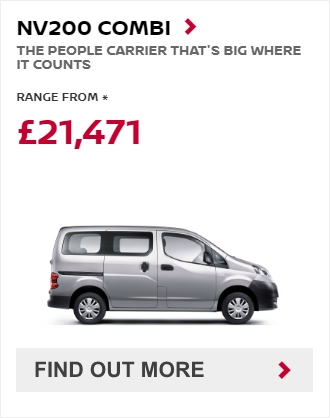 NV200 COMBI
THE PEOPLE CARRIER THAT'S BIG WHERE
IT COUNTS
RANGE FROM *
£21,471
FIND OUT MORE